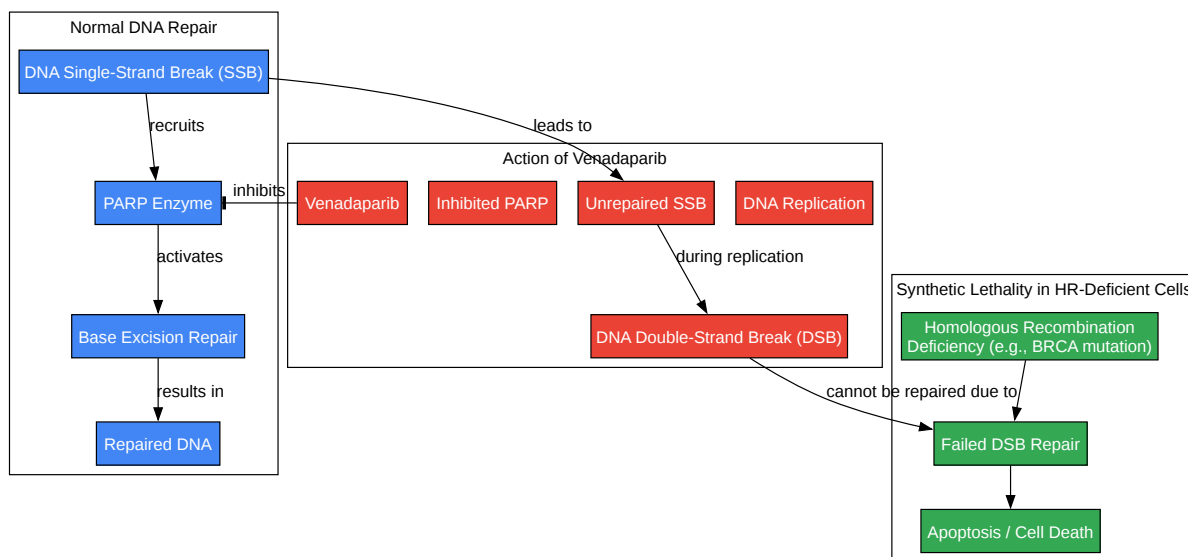 Normal DNA Repair
DNA Single-Strand Break (SSB)
recruits
leads to
Action of Venadaparib
PARP Enzyme
inhibits
Venadaparib
Inhibited PARP
Unrepaired SSB
DNA Replication
activates
during replication
Synthetic Lethality in HR-Deficient Cells
Base Excision Repair
DNA Double-Strand Break (DSB)
Homologous Recombination
Deficiency (e.g., BRCA mutation)
results in
cannot be repaired due to
Repaired DNA
Failed DSB Repair
Apoptosis / Cell Death